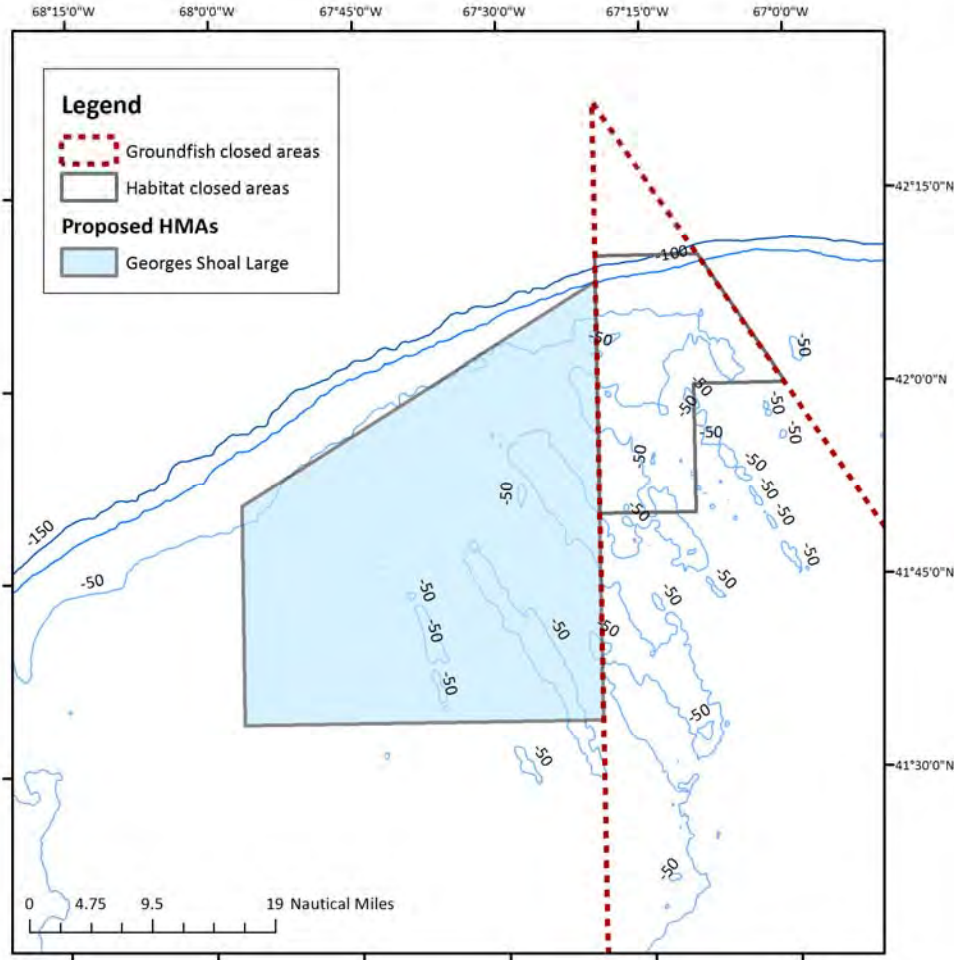 68°15'0"W 68°0'0"W 67°45'0"W 67°30'0"W 67°15'0"W 67°0'0"W
Legend
Groundfish closed areas
Habitat closed areas
Proposed HMAs
Georges Shoal Large
42°15'0"N
-100
-50
-50
42°0'0"N
-50
-50
-50
-50
-50
-50
-50
-50
-50
-50
-50
-50
-150
-50
-50
41°45'0"N
-50
-50
-50
-50
-50
-50
-50
-50
-50
41°30'0"N
-50
0 4.75 9.5 19 Nautical Miles